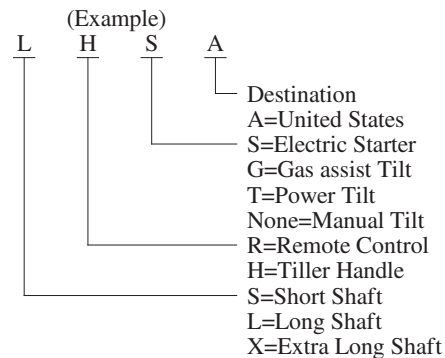 (Example)
L H S A
Destination
A=United States
S=Electric Starter
G=Gas assist Tilt
T=Power Tilt
None=Manual Tilt
R=Remote Control
H=Tiller Handle
S=Short Shaft
L=Long Shaft
X=Extra Long Shaft